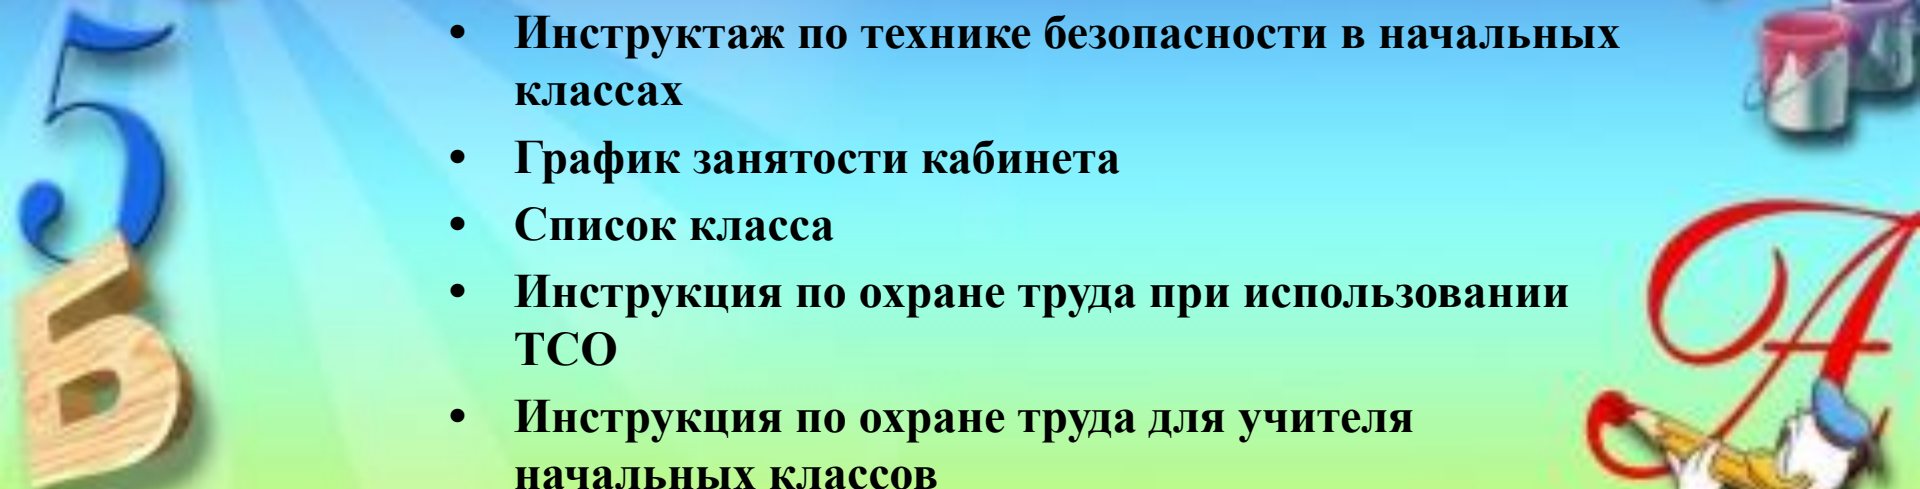 • Инструктаж по технике безопасности в начальных
классах
• График занятости кабинета
• Список класса
• Инструкция по охране труда при использовании
ТСО
• Инструкция по охране труда для учителя
начальных классов
5
Б
А